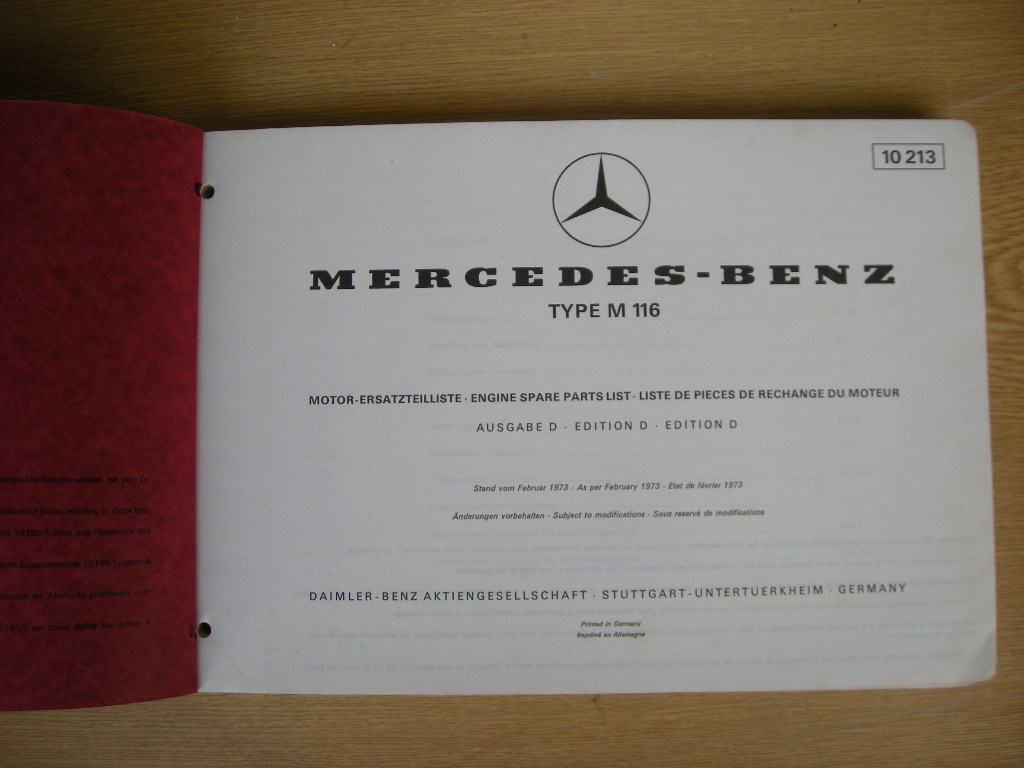 10 213
MERCEDES-BENZ
TYPE M 116
MOTOR-ERSATZTEILLISTE · ENGINE SPARE PARTS LIST · LISTE DE PIECES DE RECHANGE DU MOTEUR
AUSGABE D · EDITION D · EDITION D
Stand vom Februar 1973 · As per February 1973 · Etat de février 1973
Änderungen vorbehalten · Subject to modifications · Sous reservé de modifications
DAIMLER-BENZ AKTIENGESELLSCHAFT · STUTTGART-UNTERTUERKHEIM · GERMANY
Printed in Germany
Imprimé en Allemagne